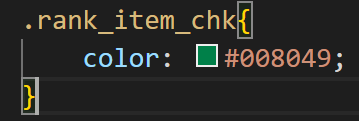 .rank_item_chk{
    color: #008049;
}